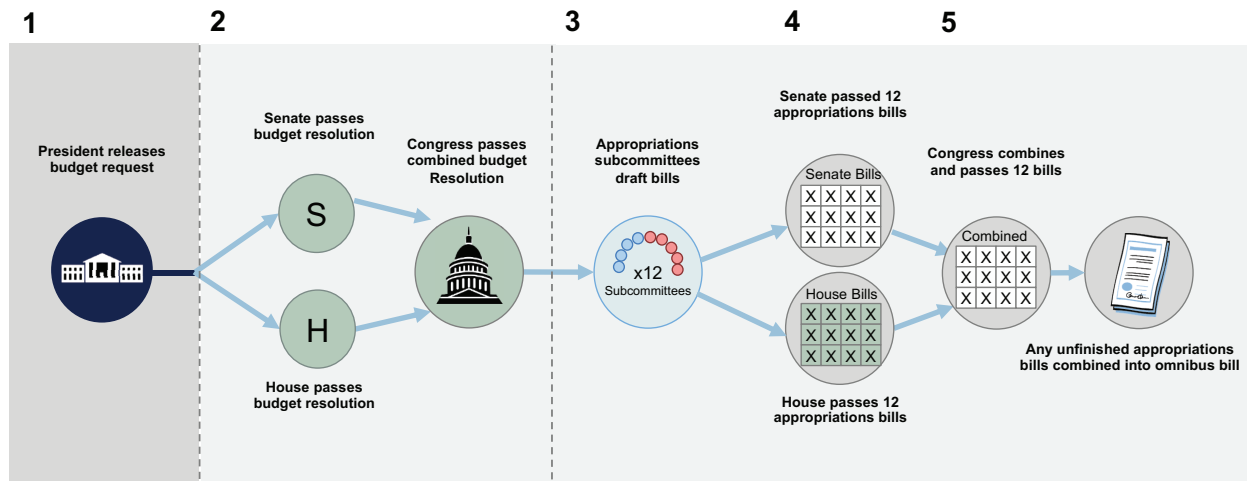 1
2
3
4
5
President releases
budget request
Senate passes
budget resolution
S
H
House passes
budget resolution
Congress passes
combined budget
Resolution
Appropriations
subcommittees
draft bills
x12
Subcommittees
Senate passed 12
appropriations bills
Senate Bills
X X X X
X X X X
X X X X
House Bills
X X X X
X X X X
X X X X
House passes 12
appropriations bills
Congress combines
and passes 12 bills
Combined
X X X X
X X X X
X X X X
Any unfinished appropriations
bills combined into omnibus bill